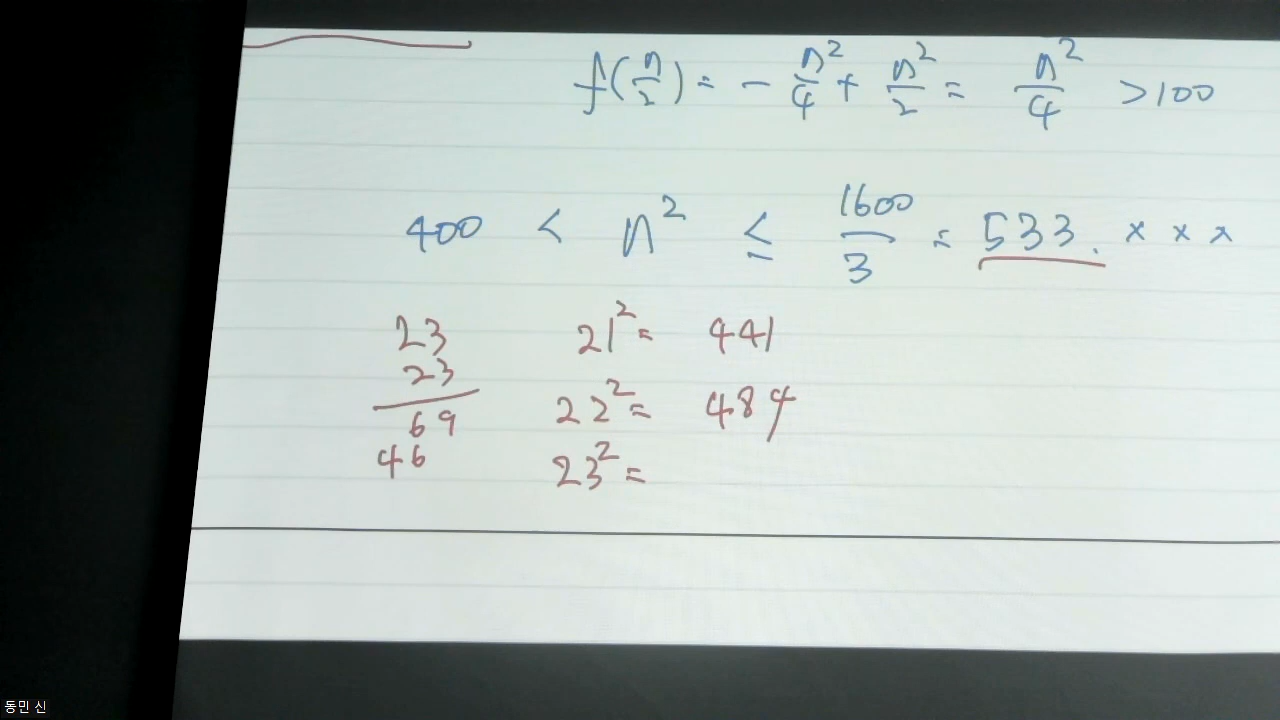 f(n/2) = - n²/4 + n²/2 = n²/4 > 100
400 < n² ≤ 1600/3 = 533. × × ×
23 21² = 441
23
69 22² = 484
46 23² =
동민 신